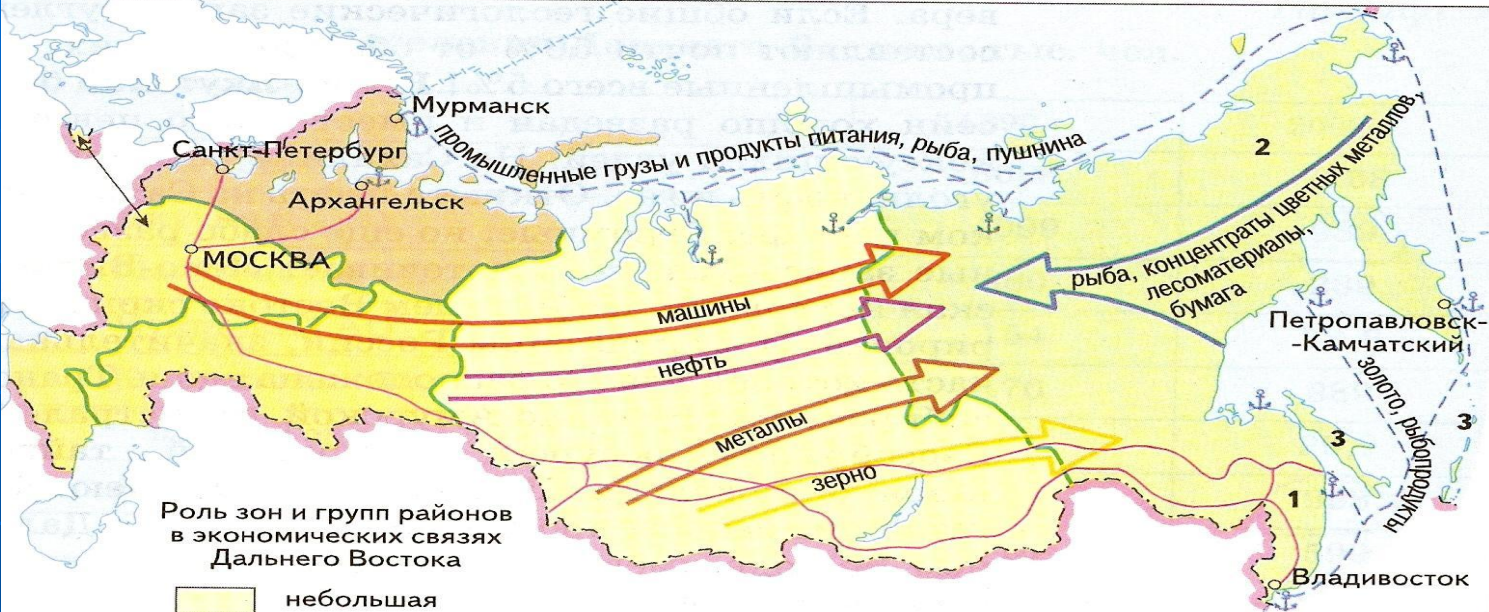 Мурманск
Санкт-Петербург
Архангельск
МОСКВА
промышленные грузы и продукты питания, рыба, пушнина
2
рыба, концентраты цветных металлов,
лесоматериалы,
бумага
машины
нефть
металлы
зерно
Петропавловск-
-Камчатский
золото, рыбопродукты
3
3
1
Владивосток
Роль зон и групп районов
в экономических связях
Дальнего Востока
небольшая